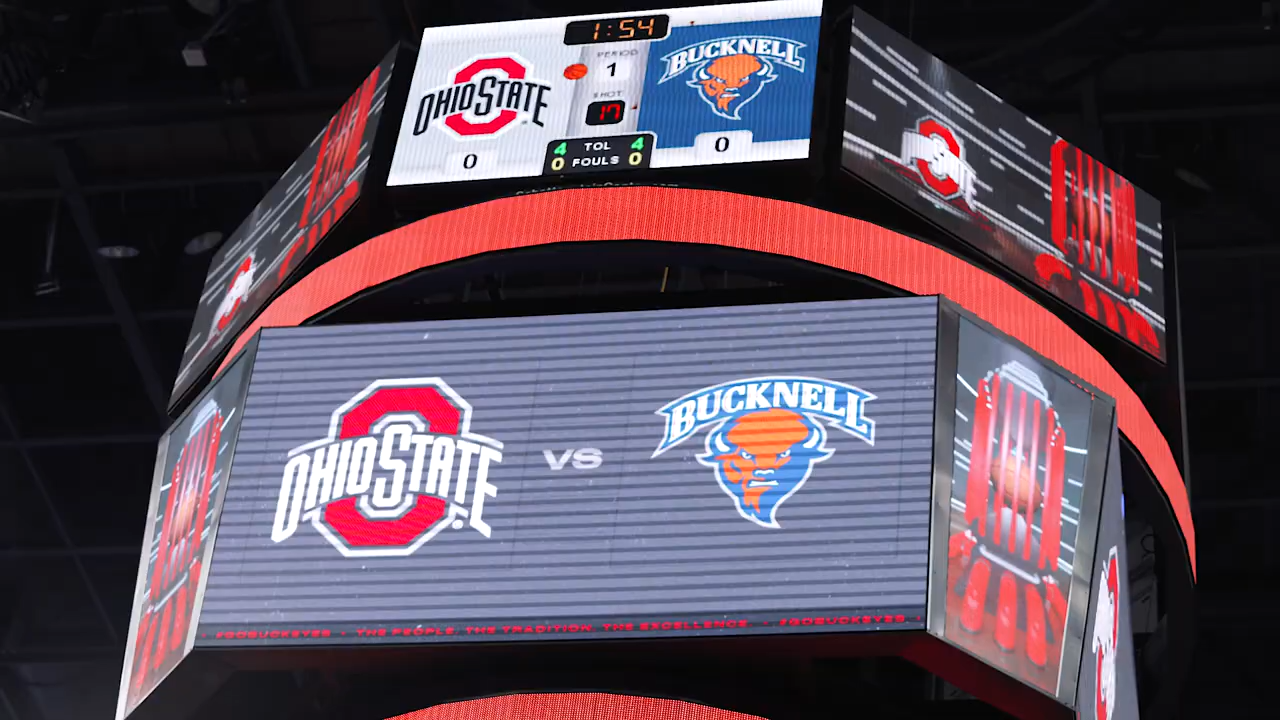 1:54
PERIOD
1
SHOT
17
OHIO STATE
BUCKNELL
0
0
4 TOL 4
0 FOULS 0
STATE
OHIO STATE
VS
BUCKNELL
#GOBUCKEYES • THE PEOPLE. THE TRADITION. THE EXCELLENCE. • #GOBUCKEYES